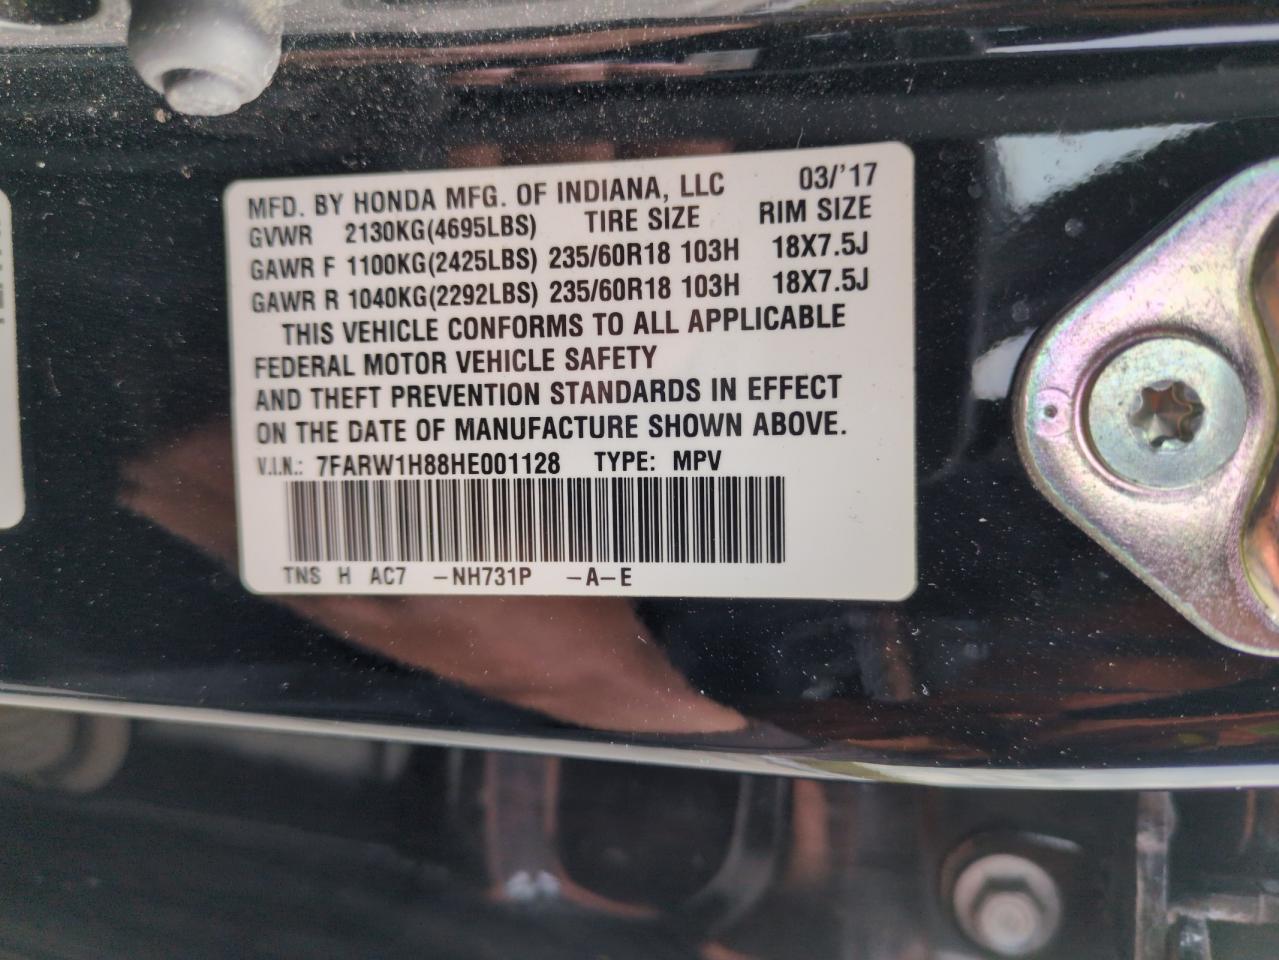 MFD. BY HONDA MFG. OF INDIANA, LLC 03/'17
GVWR 2130KG(4695LBS) TIRE SIZE RIM SIZE
GAWR F 1100KG(2425LBS) 235/60R18 103H 18X7.5J
GAWR R 1040KG(2292LBS) 235/60R18 103H 18X7.5J
THIS VEHICLE CONFORMS TO ALL APPLICABLE
FEDERAL MOTOR VEHICLE SAFETY
AND THEFT PREVENTION STANDARDS IN EFFECT
ON THE DATE OF MANUFACTURE SHOWN ABOVE.
V.I.N.: 7FARW1H88HE001128 TYPE: MPV
TNS H AC7 -NH731P -A-E